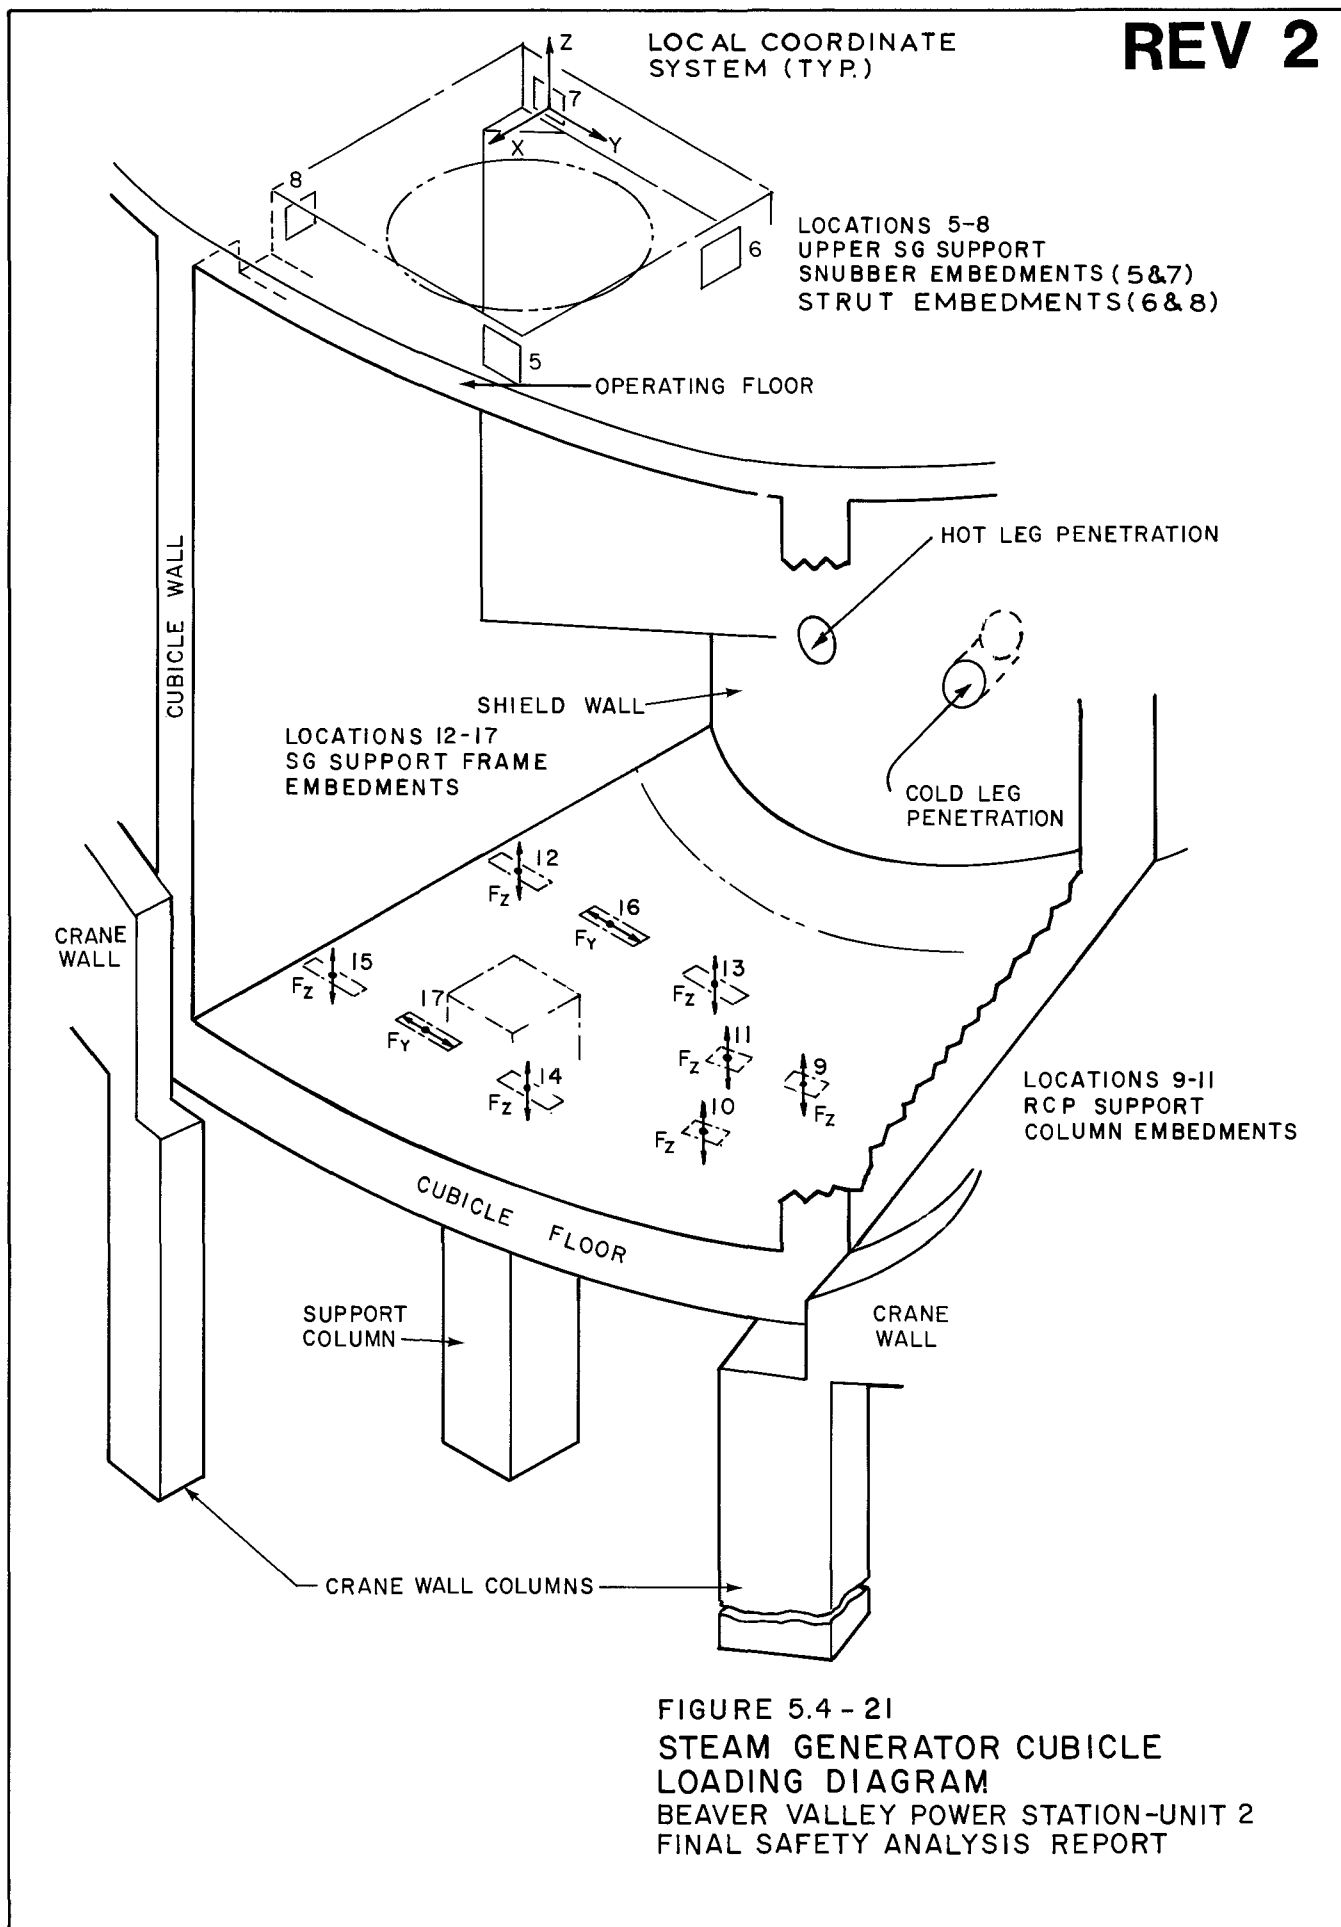 REV 2
LOCAL COORDINATE
SYSTEM (TYP.)
Z
7
X
Y
8
6
5
LOCATIONS 5-8
UPPER SG SUPPORT
SNUBBER EMBEDMENTS (5&7)
STRUT EMBEDMENTS (6&8)
OPERATING FLOOR
HOT LEG PENETRATION
CUBICLE WALL
SHIELD WALL
LOCATIONS 12-17
SG SUPPORT FRAME
EMBEDMENTS
COLD LEG
PENETRATION
12
FZ
16
FY
CRANE
WALL
15
FZ
13
FZ
17
FY
11
FZ
14
FZ
9
FZ
10
FZ
LOCATIONS 9-11
RCP SUPPORT
COLUMN EMBEDMENTS
CUBICLE FLOOR
SUPPORT
COLUMN
CRANE
WALL
CRANE WALL COLUMNS
FIGURE 5.4-21
STEAM GENERATOR CUBICLE
LOADING DIAGRAM
BEAVER VALLEY POWER STATION-UNIT 2
FINAL SAFETY ANALYSIS REPORT